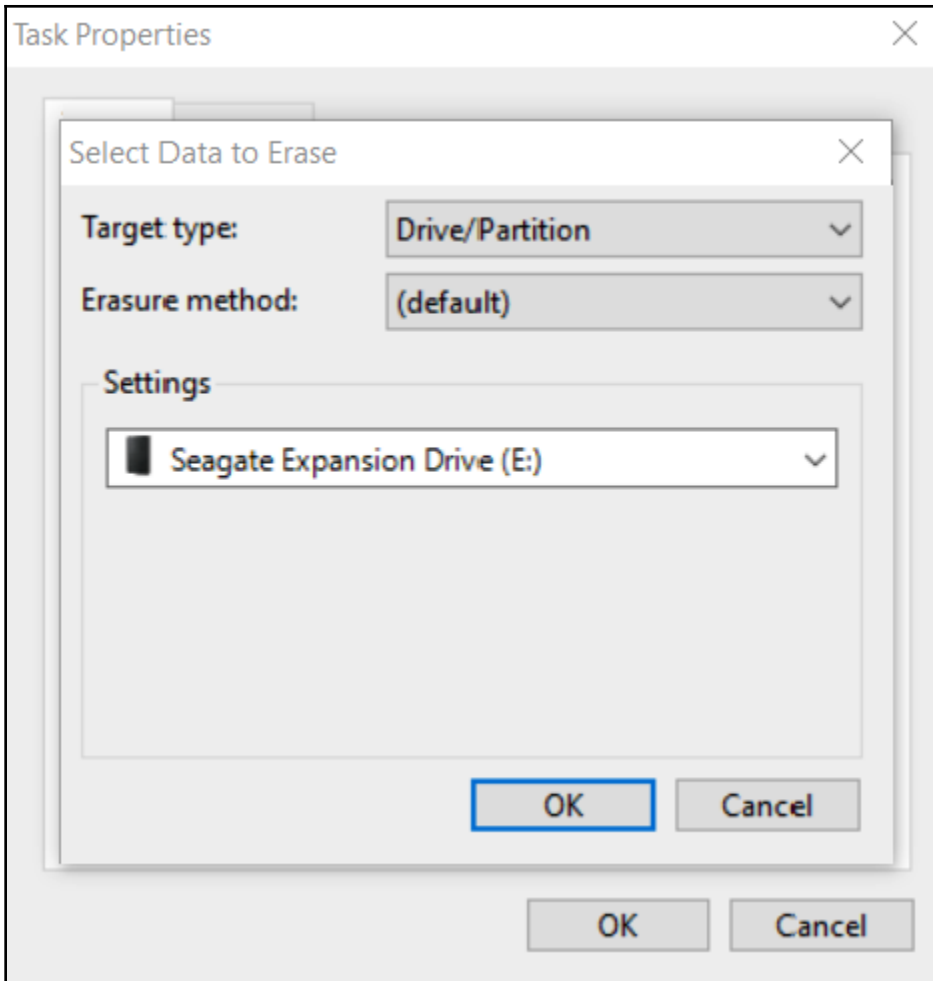 Task Properties
Select Data to Erase
Target type: Drive/Partition
Erasure method: (default)
Settings
Seagate Expansion Drive (E:)
OK Cancel
OK Cancel